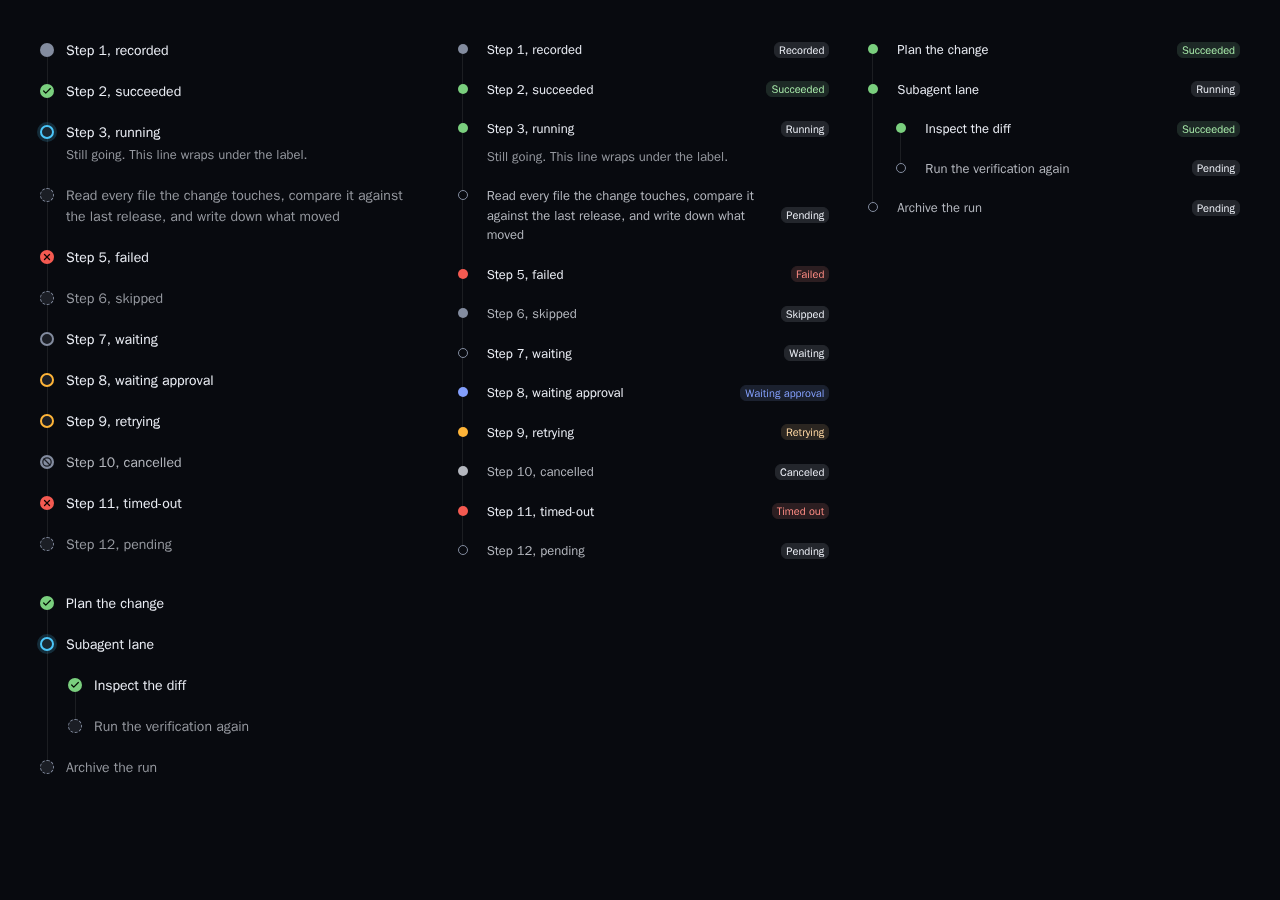 Step 1, recorded
Step 2, succeeded
Step 3, running
Still going. This line wraps under the label.
Read every file the change touches, compare it against
the last release, and write down what moved
Step 5, failed
Step 6, skipped
Step 7, waiting
Step 8, waiting approval
Step 9, retrying
Step 10, cancelled
Step 11, timed-out
Step 12, pending
Plan the change
Subagent lane
Inspect the diff
Run the verification again
Archive the run
Step 1, recorded Recorded
Step 2, succeeded Succeeded
Step 3, running Running
Still going. This line wraps under the label.
Read every file the change touches, compare it
against the last release, and write down what Pending
moved
Step 5, failed Failed
Step 6, skipped Skipped
Step 7, waiting Waiting
Step 8, waiting approval Waiting approval
Step 9, retrying Retrying
Step 10, cancelled Canceled
Step 11, timed-out Timed out
Step 12, pending Pending
Plan the change Succeeded
Subagent lane Running
Inspect the diff Succeeded
Run the verification again Pending
Archive the run Pending